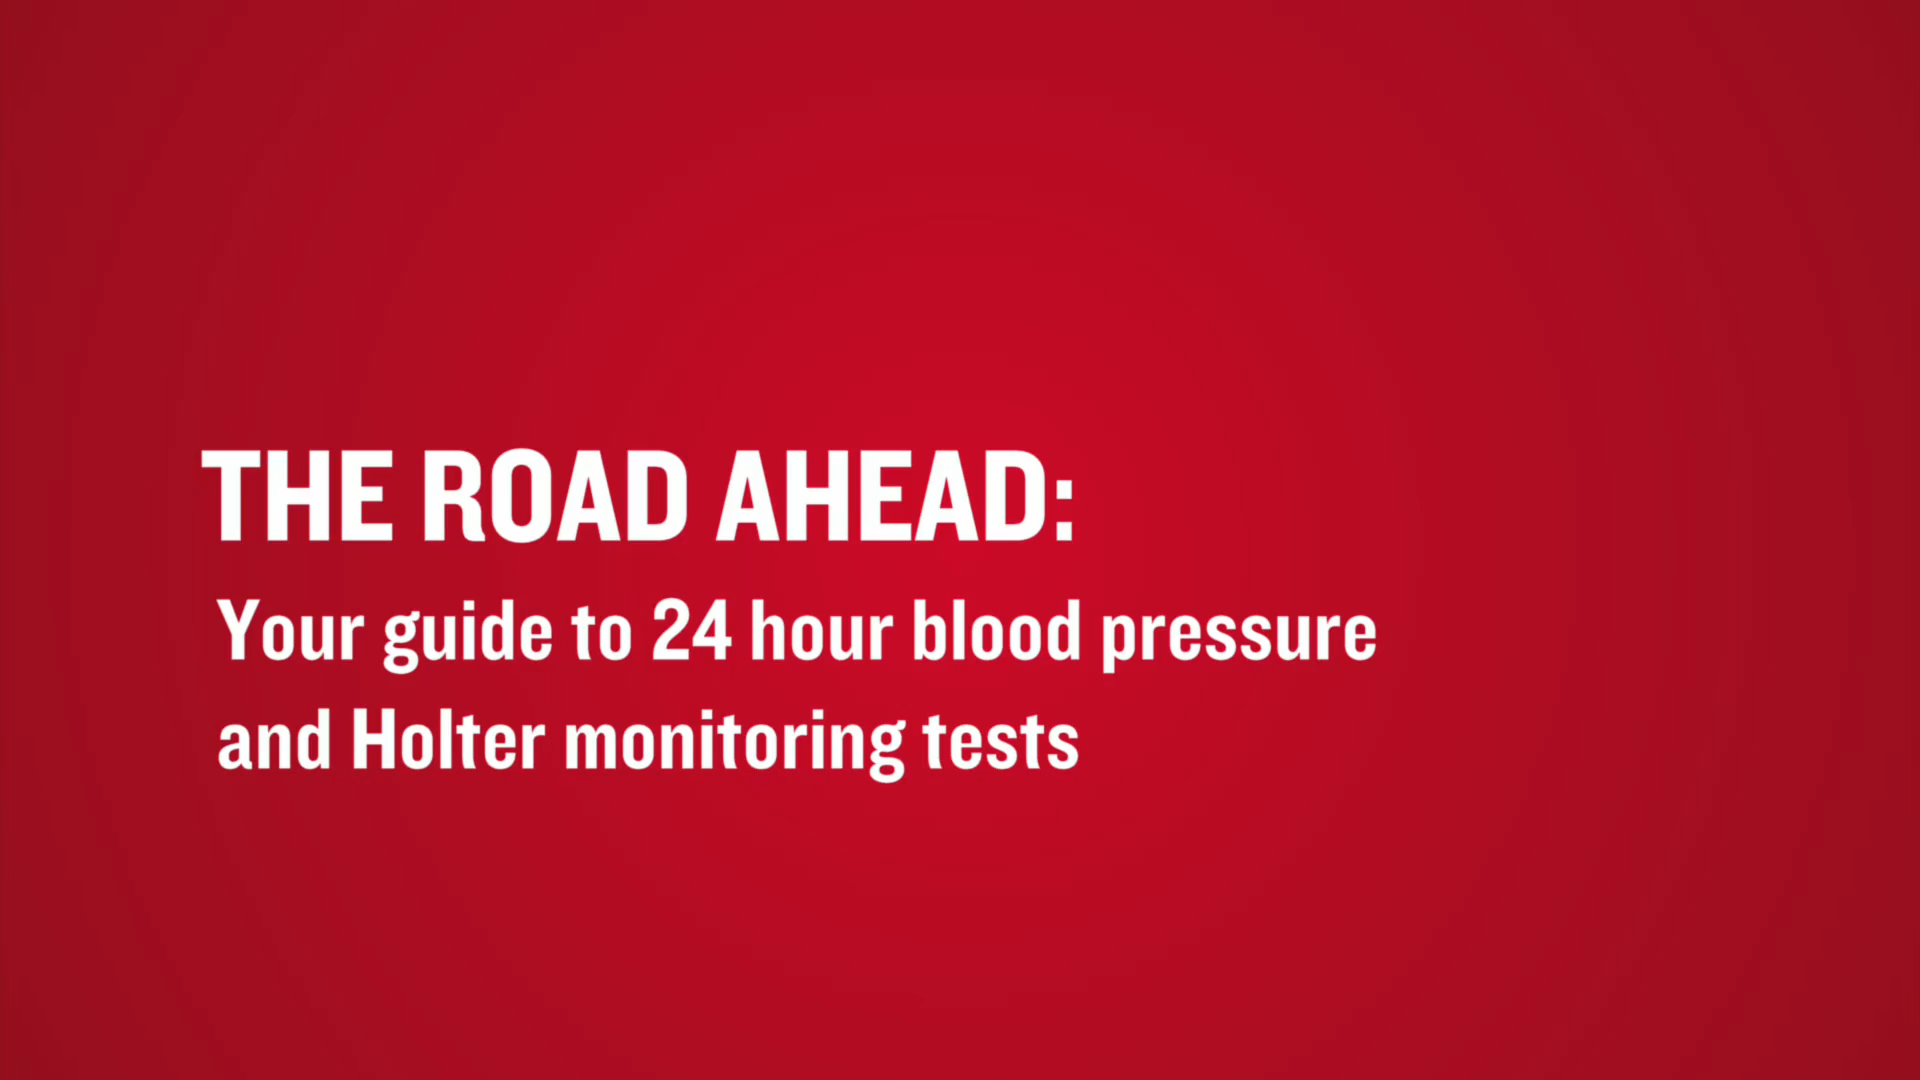 THE ROAD AHEAD:
Your guide to 24 hour blood pressure
and Holter monitoring tests